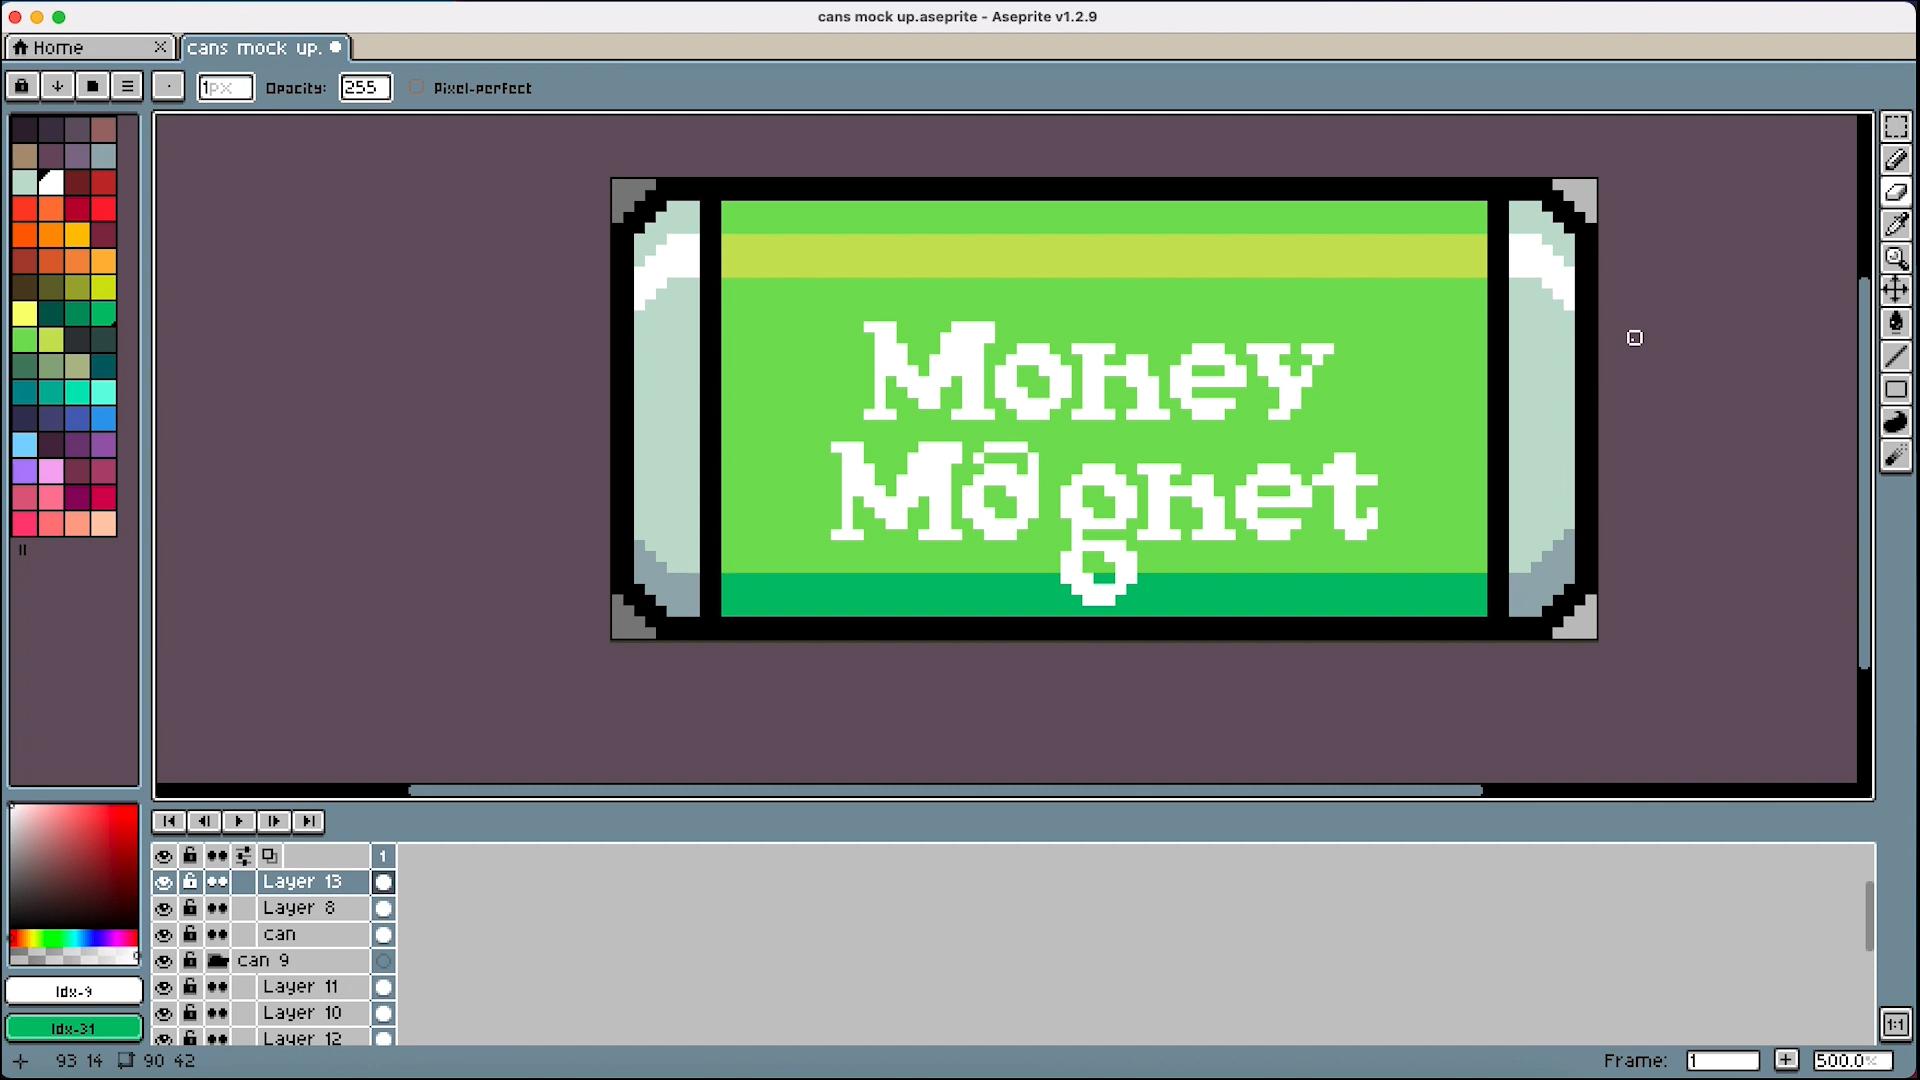 cans mock up.aseprite - Aseprite v1.2.9
Home
cans mock up.
1px Opacity: 255 Pixel-perfect
Money
Magnet
1
Layer 13
Layer 8
can
can 9
Layer 11
Layer 10
Layer 12
Idx-9
Idx-31
1:1
93 14 90 42
Frame: 1 500.0%